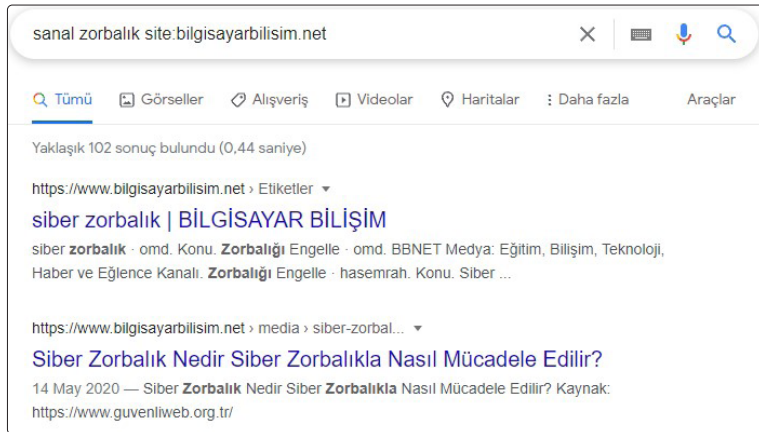 sanal zorbalık site:bilgisayarbilisim.net
Tümü Görseller Alışveriş Videolar Haritalar Daha fazla Araçlar
Yaklaşık 102 sonuç bulundu (0,44 saniye)
https://www.bilgisayarbilisim.net › Etiketler
siber zorbalık | BİLGİSAYAR BİLİŞİM
siber zorbalık · omd. Konu. Zorbalığı Engelle · omd. BBNET Medya: Eğitim, Bilişim, Teknoloji,
Haber ve Eğlence Kanalı. Zorbalığı Engelle · hasemrah. Konu. Siber ...
https://www.bilgisayarbilisim.net › media › siber-zorbal...
Siber Zorbalık Nedir Siber Zorbalıkla Nasıl Mücadele Edilir?
14 May 2020 — Siber Zorbalık Nedir Siber Zorbalıkla Nasıl Mücadele Edilir? Kaynak:
https://www.guvenliweb.org.tr/